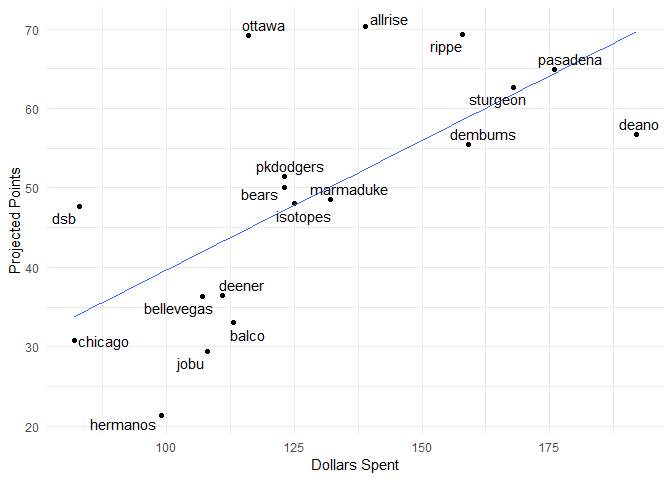 70
60
50
40
30
20
Projected Points
ottawa
allrise
rippe
pasadena
sturgeon
deano
dembums
pkdodgers
bears
marmaduke
isotopes
dsb
deener
bellevegas
balco
chicago
jobu
hermanos
100
125
150
175
Dollars Spent